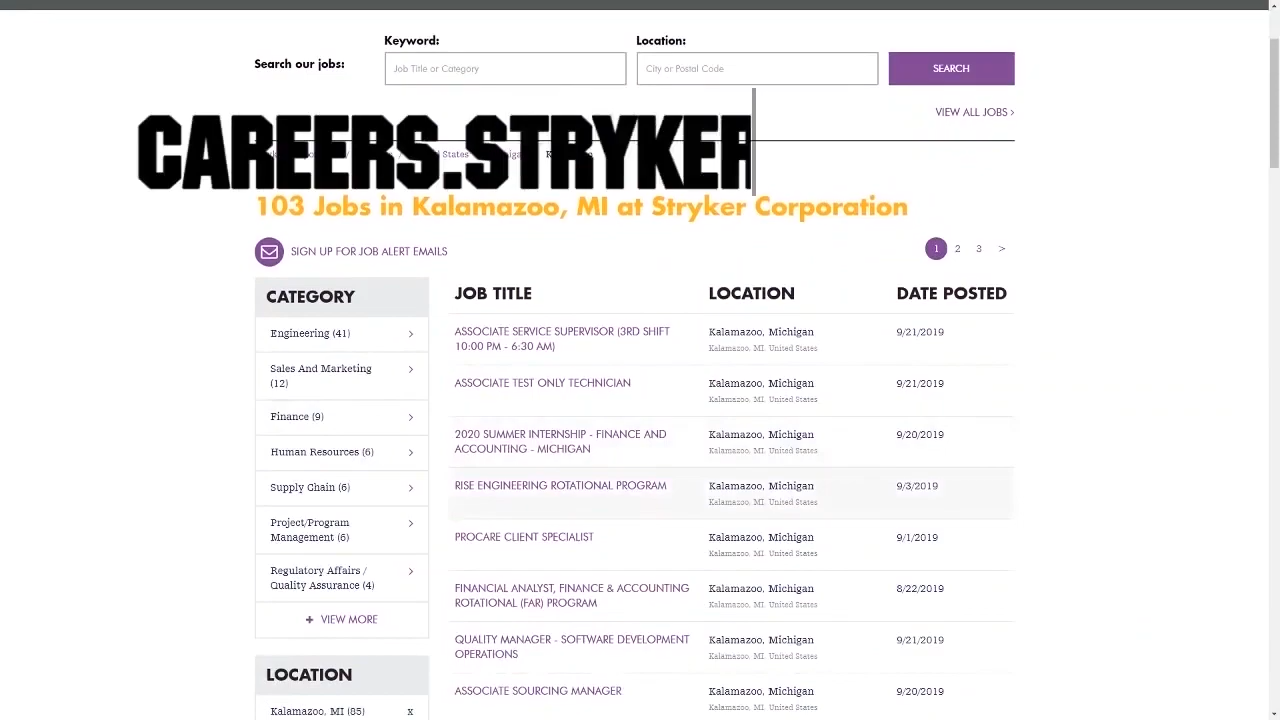 Keyword:
Location:
Search our jobs:
Job Title or Category
City or Postal Code
SEARCH
VIEW ALL JOBS >
CAREERS.STRYKER
103 Jobs in Kalamazoo, MI at Stryker Corporation
SIGN UP FOR JOB ALERT EMAILS
1 2 3 >
CATEGORY
Engineering (41)
Sales And Marketing
(12)
Finance (9)
Human Resources (6)
Supply Chain (6)
Project/Program
Management (6)
Regulatory Affairs /
Quality Assurance (4)
+ VIEW MORE
LOCATION
Kalamazoo, MI (85) x
JOB TITLE LOCATION DATE POSTED
ASSOCIATE SERVICE SUPERVISOR (3RD SHIFT
10:00 PM - 6:30 AM)
Kalamazoo, Michigan
Kalamazoo, MI, United States
9/21/2019
ASSOCIATE TEST ONLY TECHNICIAN
Kalamazoo, Michigan
Kalamazoo, MI, United States
9/21/2019
2020 SUMMER INTERNSHIP - FINANCE AND
ACCOUNTING - MICHIGAN
Kalamazoo, Michigan
Kalamazoo, MI, United States
9/20/2019
RISE ENGINEERING ROTATIONAL PROGRAM
Kalamazoo, Michigan
Kalamazoo, MI, United States
9/3/2019
PROCARE CLIENT SPECIALIST
Kalamazoo, Michigan
Kalamazoo, MI, United States
9/1/2019
FINANCIAL ANALYST, FINANCE & ACCOUNTING
ROTATIONAL (FAR) PROGRAM
Kalamazoo, Michigan
Kalamazoo, MI, United States
8/22/2019
QUALITY MANAGER - SOFTWARE DEVELOPMENT
OPERATIONS
Kalamazoo, Michigan
Kalamazoo, MI, United States
9/21/2019
ASSOCIATE SOURCING MANAGER
Kalamazoo, Michigan
Kalamazoo, MI, United States
9/20/2019